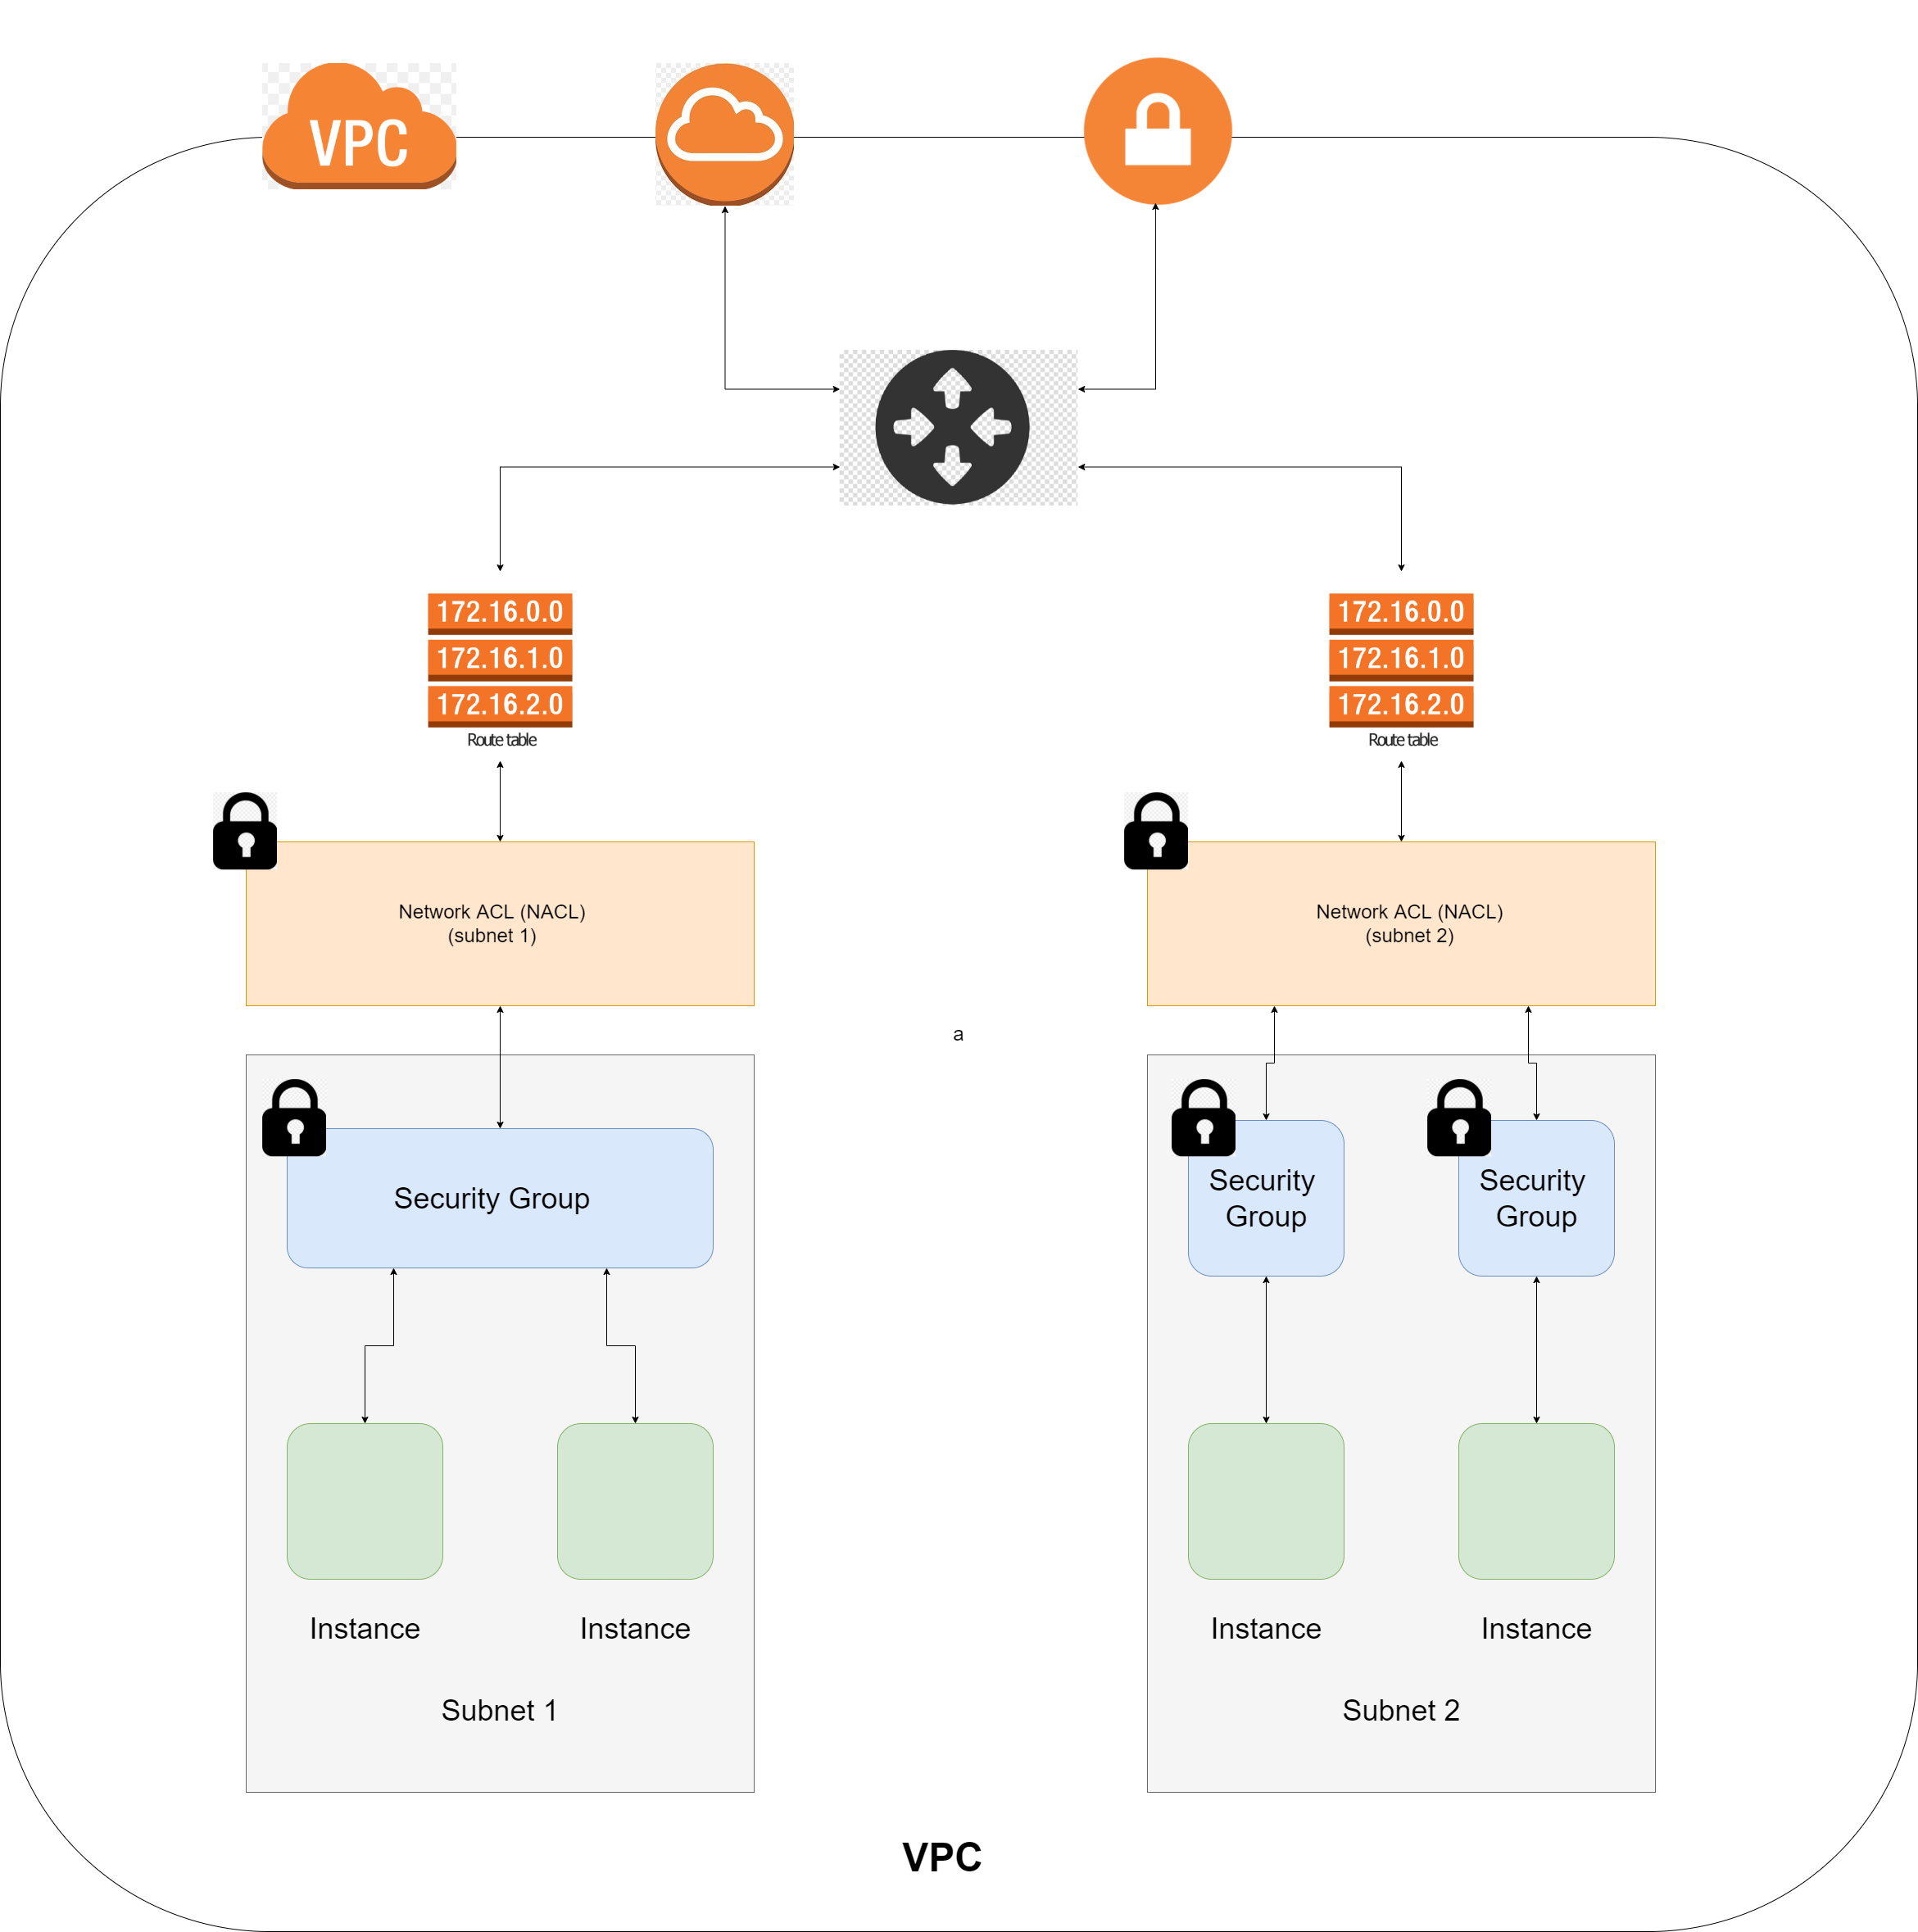 VPC
172.16.0.0
172.16.1.0
172.16.2.0
Route table
172.16.0.0
172.16.1.0
172.16.2.0
Route table
Network ACL (NACL)
(subnet 1)
Network ACL (NACL)
(subnet 2)
a
Security Group
Security
Group
Security
Group
Instance
Instance
Instance
Instance
Subnet 1
Subnet 2
VPC